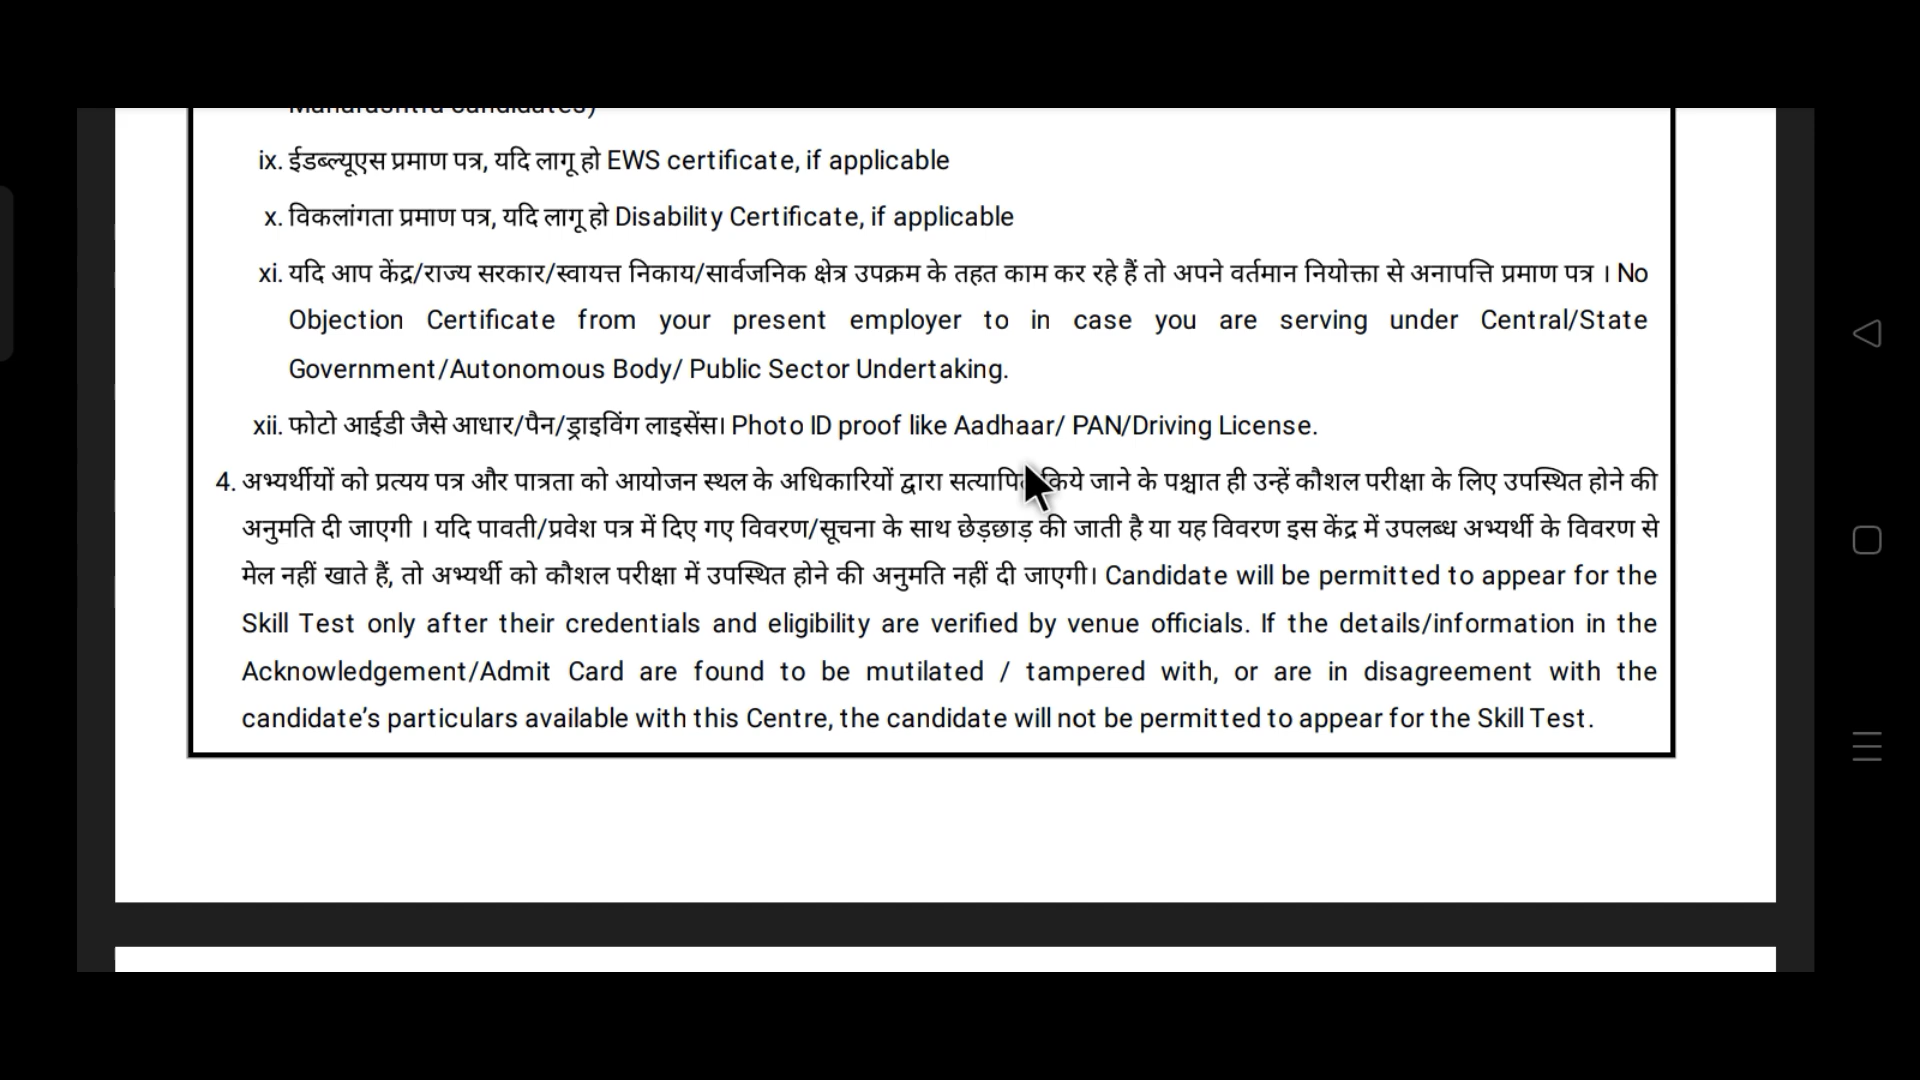 ix. ईडब्ल्यूएस प्रमाण पत्र, यदि लागू हो EWS certificate, if applicable
x. विकलांगता प्रमाण पत्र, यदि लागू हो Disability Certificate, if applicable
xi. यदि आप केंद्र/राज्य सरकार/स्वायत्त निकाय/सार्वजनिक क्षेत्र उपक्रम के तहत काम कर रहे हैं तो अपने वर्तमान नियोक्ता से अनापत्ति प्रमाण पत्र । No
Objection Certificate from your present employer to in case you are serving under Central/State
Government/Autonomous Body/ Public Sector Undertaking.
xii. फोटो आईडी जैसे आधार/पैन/ड्राइविंग लाइसेंस। Photo ID proof like Aadhaar/ PAN/Driving License.
4. अभ्यर्थीयों को प्रत्यय पत्र और पात्रता को आयोजन स्थल के अधिकारियों द्वारा किये जाने के पश्चात ही उन्हें कौशल परीक्षा के लिए उपस्थित होने की
अनुमति दी जाएगी । यदि पावती/प्रवेश पत्र में दिए गए विवरण/सूचना के साथ छेड़छाड़ की जाती है या यह विवरण इस केंद्र में उपलब्ध अभ्यर्थी के विवरण से
मेल नहीं खाते हैं, तो अभ्यर्थी को कौशल परीक्षा में उपस्थित होने की अनुमति नहीं दी जाएगी। Candidate will be permitted to appear for the
Skill Test only after their credentials and eligibility are verified by venue officials. If the details/information in the
Acknowledgement/Admit Card are found to be mutilated / tampered with, or are in disagreement with the
candidate’s particulars available with this Centre, the candidate will not be permitted to appear for the Skill Test.